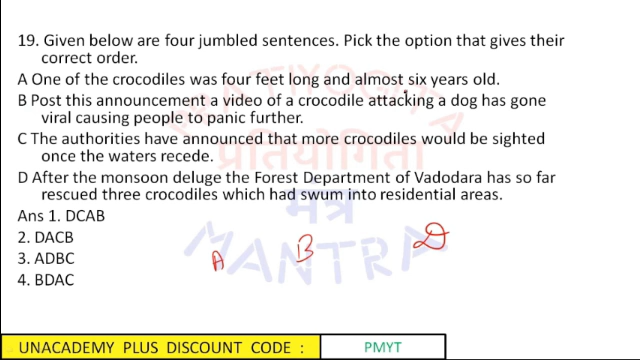 19. Given below are four jumbled sentences. Pick the option that gives their
correct order.
A One of the crocodiles was four feet long and almost six years old.
B Post this announcement a video of a crocodile attacking a dog has gone
viral causing people to panic further.
C The authorities have announced that more crocodiles would be sighted
once the waters recede.
D After the monsoon deluge the Forest Department of Vadodara has so far
rescued three crocodiles which had swum into residential areas.
Ans 1. DCAB
2. DACB
3. ADBC
4. BDAC
A B D
PRATIYOGITA
प्रतियोगिता
मंत्र
MANTRA
UNACADEMY PLUS DISCOUNT CODE : PMYT